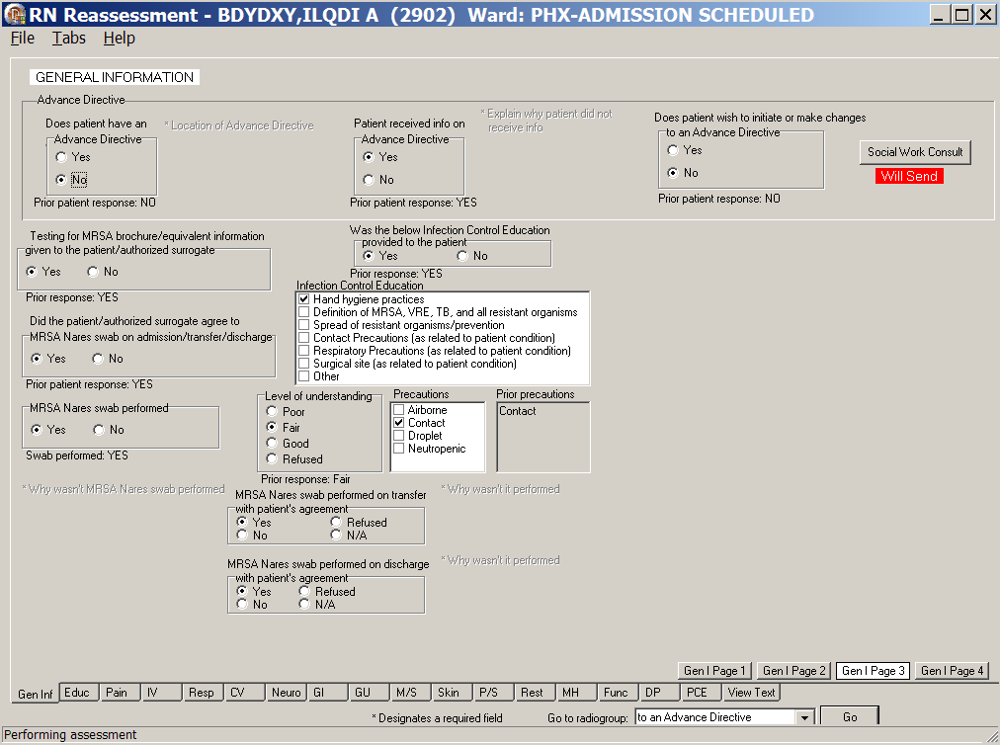 RN Reassessment - BDYDXY,ILQDI A (2902) Ward: PHX-ADMISSION SCHEDULED
File Tabs Help
GENERAL INFORMATION
Advance Directive
Does patient have an
Advance Directive
Yes
No
Prior patient response: NO
* Location of Advance Directive
Patient received info on
Advance Directive
Yes
No
Prior patient response: YES
* Explain why patient did not
receive info
Does patient wish to initiate or make changes
to an Advance Directive
Yes
No
Prior patient response: NO
Social Work Consult
Will Send
Testing for MRSA brochure/equivalent information
given to the patient/authorized surrogate
Yes No
Prior response: YES
Was the below Infection Control Education
provided to the patient
Yes No
Prior response: YES
Infection Control Education
Hand hygiene practices
Definition of MRSA, VRE, TB, and all resistant organisms
Spread of resistant organisms/prevention
Contact Precautions (as related to patient condition)
Respiratory Precautions (as related to patient condition)
Surgical site (as related to patient condition)
Other
Did the patient/authorized surrogate agree to
MRSA Nares swab on admission/transfer/discharge
Yes No
Prior patient response: YES
MRSA Nares swab performed
Yes No
Swab performed: YES
* Why wasn't MRSA Nares swab performed
Level of understanding
Poor
Fair
Good
Refused
Prior response: Fair
Precautions
Airborne
Contact
Droplet
Neutropenic
Prior precautions
Contact
MRSA Nares swab performed on transfer
with patient's agreement
Yes Refused
No N/A
* Why wasn't it performed
MRSA Nares swab performed on discharge
with patient's agreement
Yes Refused
No N/A
* Why wasn't it performed
Gen I Page 1 Gen I Page 2 Gen I Page 3 Gen I Page 4
Gen Inf Educ Pain IV Resp CV Neuro GI GU M/S Skin P/S Rest MH Func DP PCE View Text
* Designates a required field Go to radiogroup: to an Advance Directive Go
Performing assessment